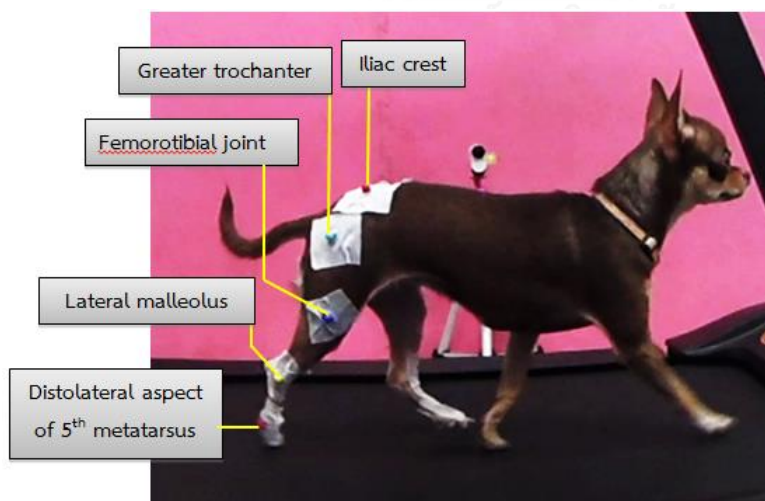 Greater trochanter
Iliac crest
Femorotibial joint
Lateral malleolus
Distolateral aspect
of 5th metatarsus